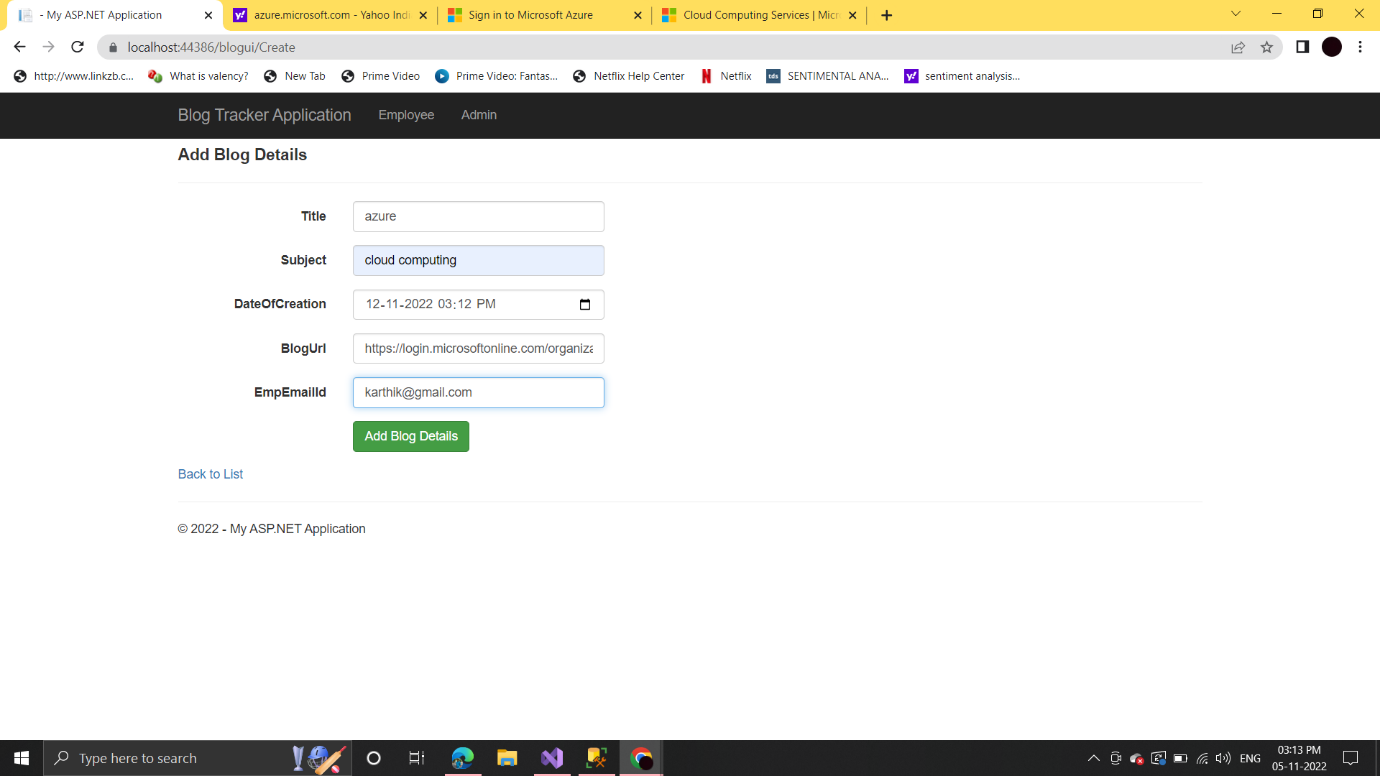 - My ASP.NET Application
azure.microsoft.com - Yahoo Indi
Sign in to Microsoft Azure
Cloud Computing Services | Micr
localhost:44386/blogui/Create
http://www.linkzb.c...
What is valency?
New Tab
Prime Video
Prime Video: Fantas...
Netflix Help Center
Netflix
SENTIMENTAL ANA...
sentiment analysis...
Blog Tracker Application
Employee
Admin
Add Blog Details
Title
azure
Subject
cloud computing
DateOfCreation
12-11-2022 03:12 PM
BlogUrl
https://login.microsoftonline.com/organiza
EmpEmailId
karthik@gmail.com
Add Blog Details
Back to List
© 2022 - My ASP.NET Application
Type here to search
ENG
03:13 PM
05-11-2022